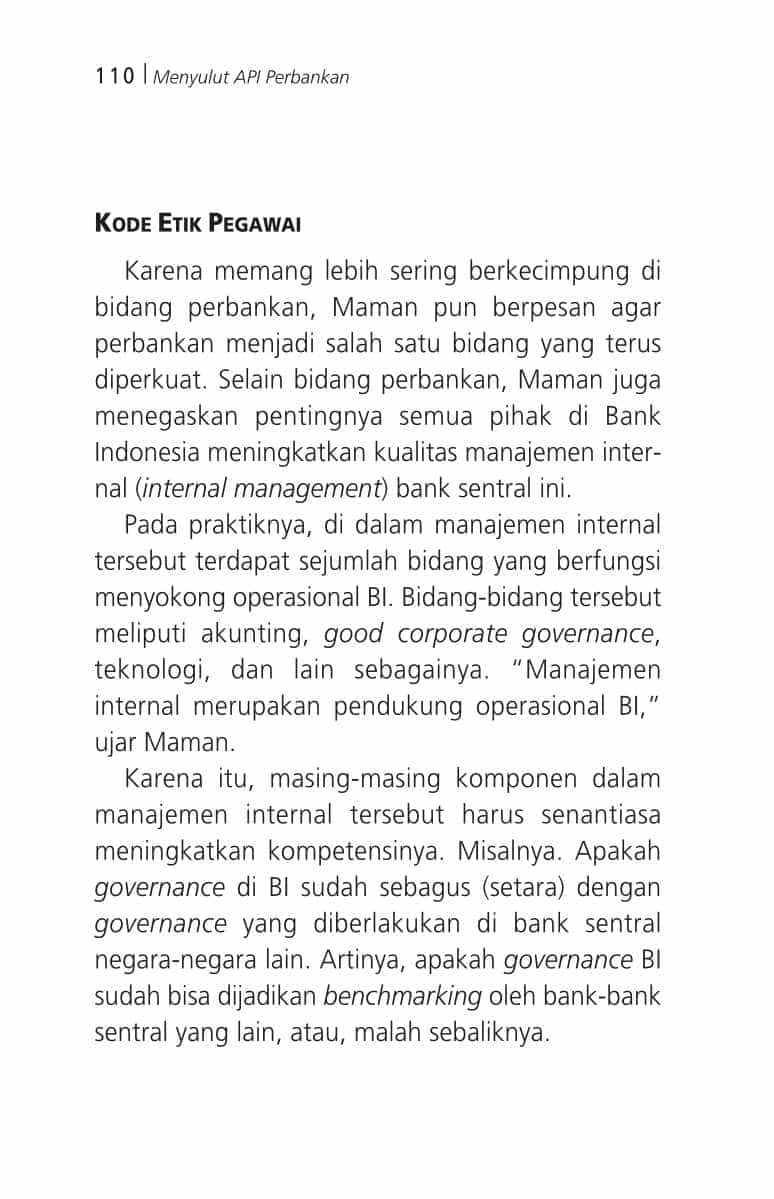 110 | Menyulut API Perbankan
KODE ETIK PEGAWAI
Karena memang lebih sering berkecimpung di
bidang perbankan, Maman pun berpesan agar
perbankan menjadi salah satu bidang yang terus
diperkuat. Selain bidang perbankan, Maman juga
menegaskan pentingnya semua pihak di Bank
Indonesia meningkatkan kualitas manajemen inter-
nal (internal management) bank sentral ini.
Pada praktiknya, di dalam manajemen internal
tersebut terdapat sejumlah bidang yang berfungsi
menyokong operasional BI. Bidang-bidang tersebut
meliputi akunting, good corporate governance,
teknologi, dan lain sebagainya. “Manajemen
internal merupakan pendukung operasional BI,”
ujar Maman.
Karena itu, masing-masing komponen dalam
manajemen internal tersebut harus senantiasa
meningkatkan kompetensinya. Misalnya. Apakah
governance di BI sudah sebagus (setara) dengan
governance yang diberlakukan di bank sentral
negara-negara lain. Artinya, apakah governance BI
sudah bisa dijadikan benchmarking oleh bank-bank
sentral yang lain, atau, malah sebaliknya.